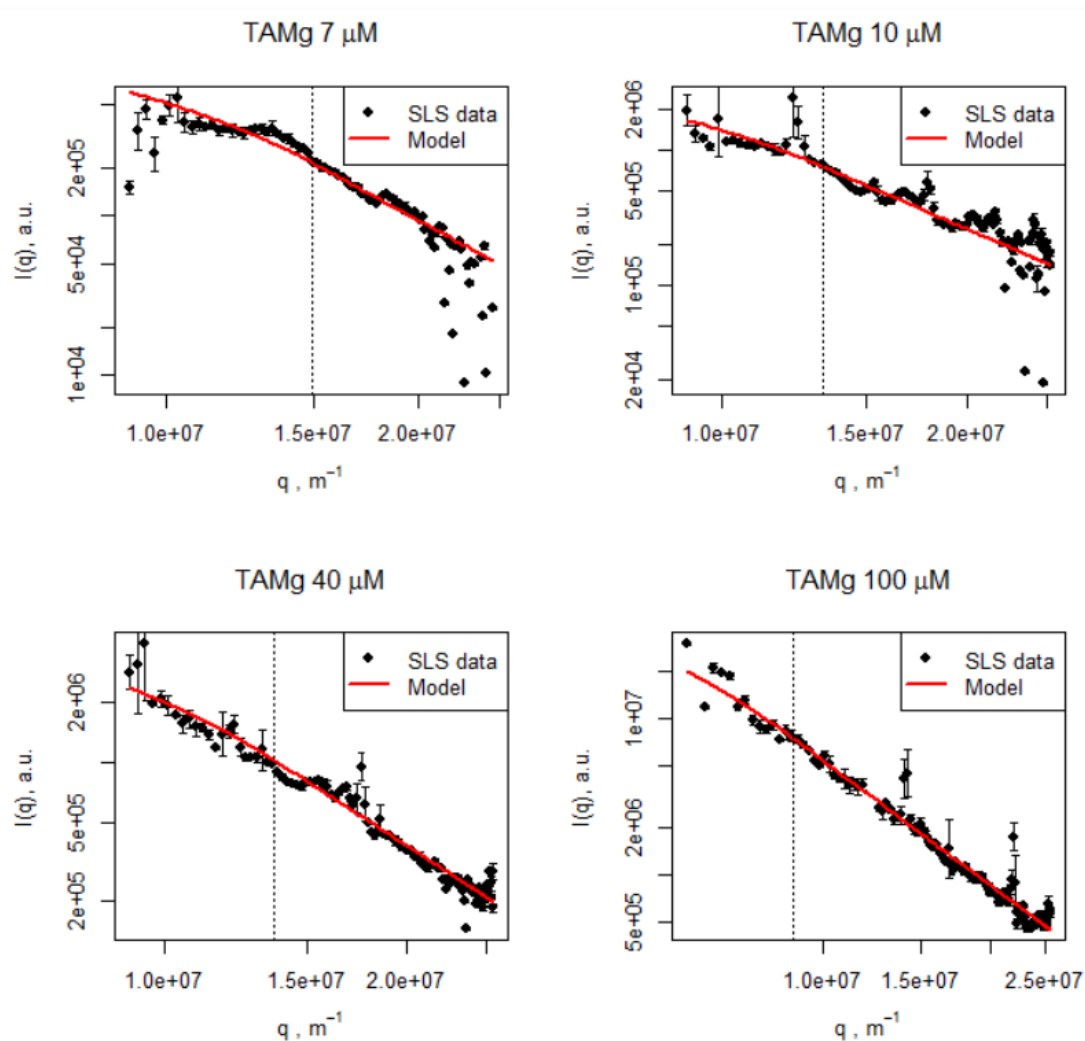 TAMg 7 μM
SLS data
Model
I(q), a.u.
2e+05
5e+04
1e+04
1.0e+07 1.5e+07 2.0e+07
q , m⁻¹
TAMg 10 μM
SLS data
Model
I(q), a.u.
2e+06
5e+05
1e+05
2e+04
1.0e+07 1.5e+07 2.0e+07
q , m⁻¹
TAMg 40 μM
SLS data
Model
I(q), a.u.
2e+06
5e+05
2e+05
1.0e+07 1.5e+07 2.0e+07
q , m⁻¹
TAMg 100 μM
SLS data
Model
I(q), a.u.
1e+07
2e+06
5e+05
1.0e+07 1.5e+07 2.5e+07
q , m⁻¹